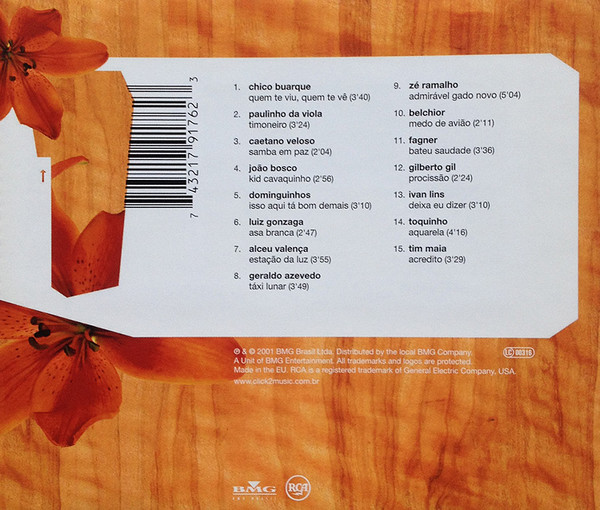 1. chico buarque
quem te viu, quem te vê (3'40)
2. paulinho da viola
timoneiro (3'24)
3. caetano veloso
samba em paz (2'04)
4. joão bosco
kid cavaquinho (2'56)
5. dominguinhos
isso aqui tá bom demais (3'10)
6. luiz gonzaga
asa branca (2'47)
7. alceu valença
estação da luz (3'55)
8. geraldo azevedo
táxi lunar (3'49)
9. zé ramalho
admirável gado novo (5'04)
10. belchior
medo de avião (2'11)
11. fagner
bateu saudade (3'36)
12. gilberto gil
procissão (2'24)
13. ivan lins
deixa eu dizer (3'10)
14. toquinho
aquarela (4'16)
15. tim maia
acredito (3'29)
7 43217 91762 3
℗ & © 2001 BMG Brasil Ltda. Distributed by the local BMG Company.
A Unit of BMG Entertainment. All trademarks and logos are protected.
Made in the EU. RCA is a registered trademark of General Electric Company, USA.
www.click2music.com.br
LC 00316
BMG
RCA